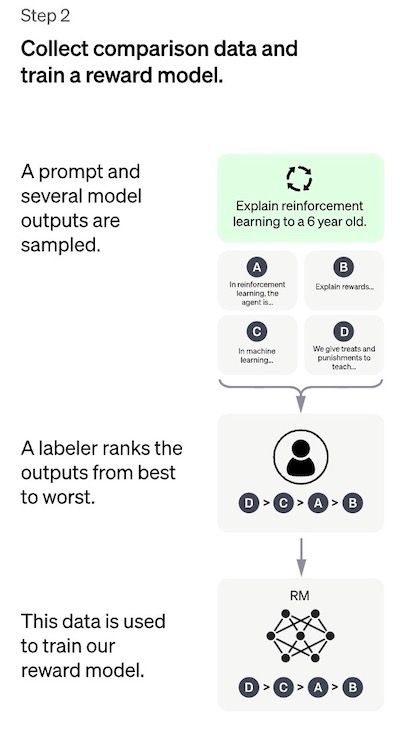 Step 2
Collect comparison data and
train a reward model.
A prompt and
several model
outputs are
sampled.
Explain reinforcement
learning to a 6 year old.
A
In reinforcement
learning, the
agent is...
B
Explain rewards...
C
In machine
learning...
D
We give treats and
punishments to
teach...
A labeler ranks the
outputs from best
to worst.
D > C > A > B
This data is used
to train our
reward model.
RM
D > C > A > B